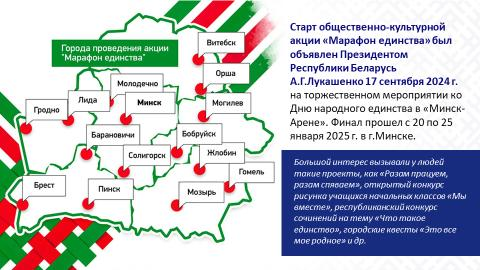 Города проведения акции
"Марафон единства"
Витебск
Орша
Молодечно
Минск
Лида
Могилев
Гродно
Барановичи
Бобруйск
Солигорск
Жлобин
Гомель
Брест
Пинск
Мозырь
Старт общественно-культурной
акции «Марафон единства» был
объявлен Президентом
Республики Беларусь
А.Г.Лукашенко 17 сентября 2024 г.
на торжественном мероприятии ко
Дню народного единства в «Минск-
Арене». Финал прошел с 20 по 25
января 2025 г. в г.Минске.
Большой интерес вызывали у людей
такие проекты, как «Разам працуем,
разам спяваем», открытый конкурс
рисунка учащихся начальных классов «Мы
вместе», республиканский конкурс
сочинений на тему «Что такое
единство», городские квесты «Это все
мое родное» и др.